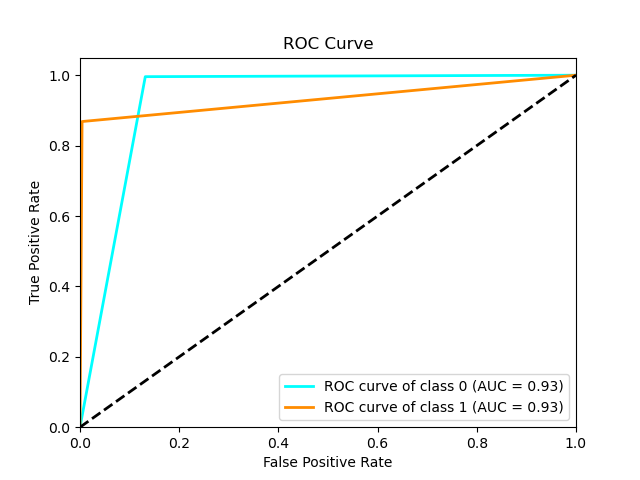 ROC Curve
1.0
0.8
0.6
0.4
0.2
0.0
True Positive Rate
ROC curve of class 0 (AUC = 0.93)
ROC curve of class 1 (AUC = 0.93)
0.0 0.2 0.4 0.6 0.8 1.0
False Positive Rate